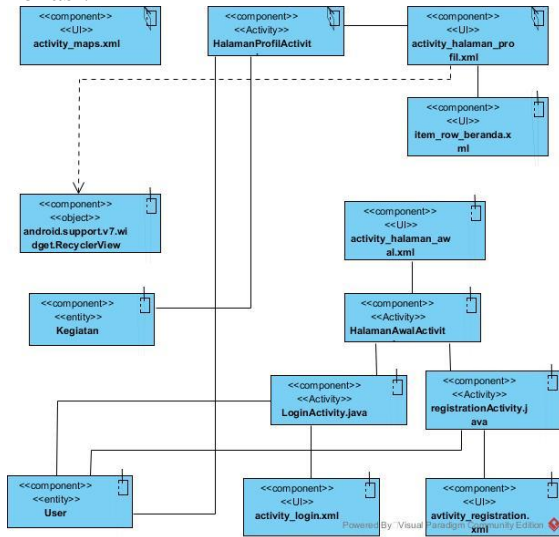 <<component>>
<<UI>>
activity_maps.xml
<<component>>
<<Activity>>
HalamanProfilActivit
<<component>>
<<UI>>
activity_halaman_pro
fil.xml
<<component>>
<<UI>>
item_row_beranda.x
ml
<<component>>
<<object>>
android.support.v7.wi
dget.RecyclerView
<<component>>
<<UI>>
activity_halaman_aw
al.xml
<<component>>
<<entity>>
Kegiatan
<<component>>
<<Activity>>
HalamanAwalActivit
<<component>>
<<Activity>>
LoginActivity.java
<<component>>
<<Activity>>
registrationActivity.j
ava
<<component>>
<<entity>>
User
<<component>>
<<UI>>
activity_login.xml
<<component>>
<<UI>>
avtivity_registration.
xml
Powered By Visual Paradigm Community Edition